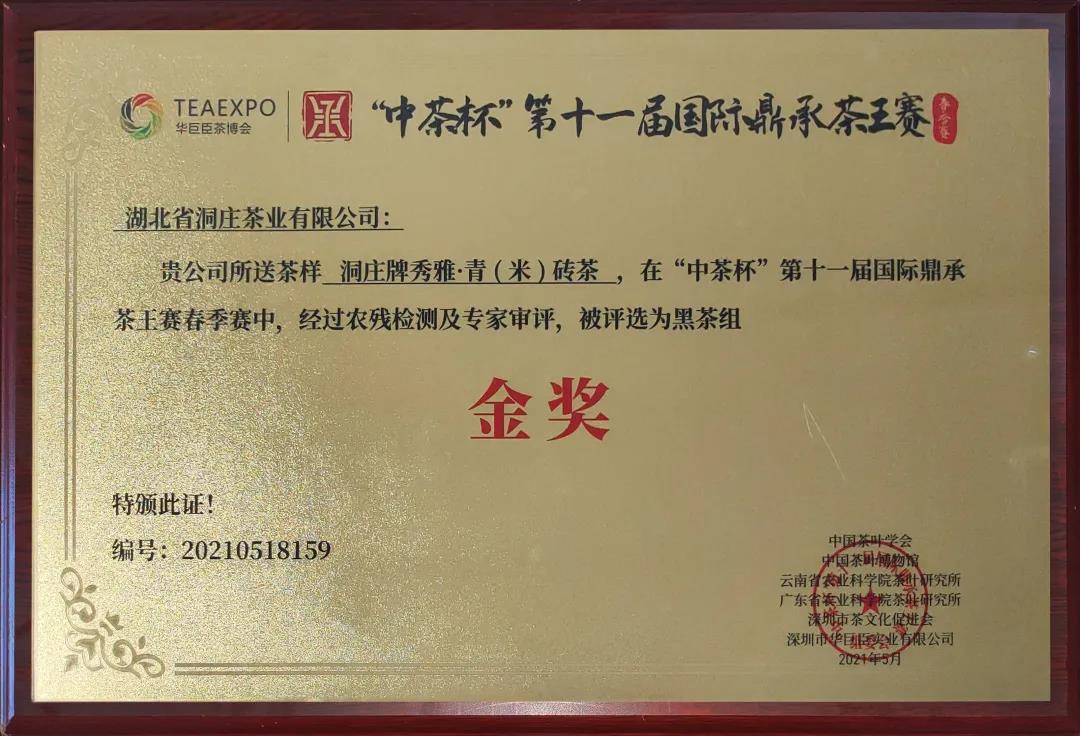 TEAEXPO
华巨臣茶博会
“中茶杯”第十一届国际鼎承茶王赛
春季赛
湖北省洞庄茶业有限公司：
贵公司所送茶样 洞庄牌秀雅·青（米）砖茶 ，在“中茶杯”第十一届国际鼎承
茶王赛春季赛中，经过农残检测及专家审评，被评选为黑茶组
金奖
特颁此证！
编号：20210518159
中国茶叶学会
中国茶叶博物馆
云南省农业科学院茶叶研究所
广东省农业科学院茶叶研究所
深圳市茶文化促进会
深圳市华巨臣实业有限公司
组委会
2021年5月